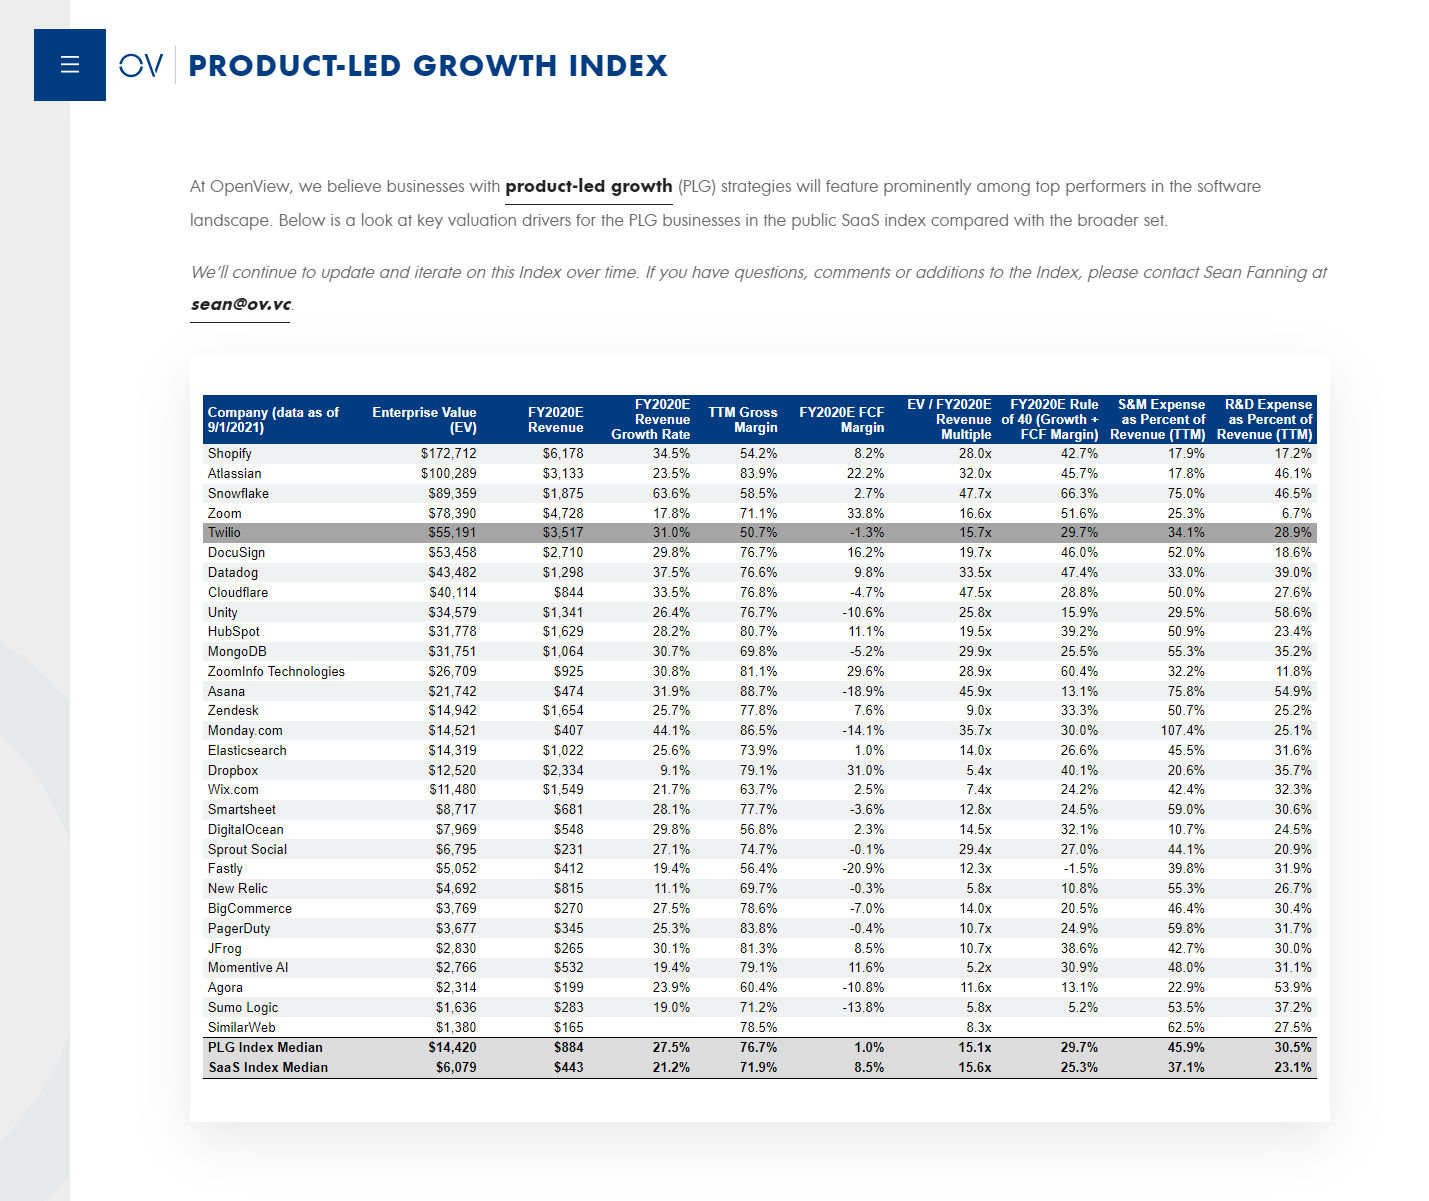 OV PRODUCT-LED GROWTH INDEX
At OpenView, we believe businesses with product-led growth (PLG) strategies will feature prominently among top performers in the software
landscape. Below is a look at key valuation drivers for the PLG businesses in the public SaaS index compared with the broader set.
We’ll continue to update and iterate on this Index over time. If you have questions, comments or additions to the Index, please contact Sean Fanning at
sean@ov.vc.
Company (data as of 9/1/2021) Enterprise Value (EV) FY2020E Revenue FY2020E Revenue Growth Rate TTM Gross Margin FY2020E FCF Margin EV / FY2020E Revenue Multiple FY2020E Rule of 40 (Growth + FCF Margin) S&M Expense as Percent of Revenue (TTM) R&D Expense as Percent of Revenue (TTM)
Shopify $172,712 $6,178 34.5% 54.2% 8.2% 28.0x 42.7% 17.9% 17.2%
Atlassian $100,289 $3,133 23.5% 83.9% 22.2% 32.0x 45.7% 17.8% 46.1%
Snowflake $89,359 $1,875 63.6% 58.5% 2.7% 47.7x 66.3% 75.0% 46.5%
Zoom $78,390 $4,728 17.8% 71.1% 33.8% 16.6x 51.6% 25.3% 6.7%
Twilio $55,191 $3,517 31.0% 50.7% -1.3% 15.7x 29.7% 34.1% 28.9%
DocuSign $53,458 $2,710 29.8% 76.7% 16.2% 19.7x 46.0% 52.0% 18.6%
Datadog $43,482 $1,298 37.5% 76.6% 9.8% 33.5x 47.4% 33.0% 39.0%
Cloudflare $40,114 $844 33.5% 76.8% -4.7% 47.5x 28.8% 50.0% 27.6%
Unity $34,579 $1,341 26.4% 76.7% -10.6% 25.8x 15.9% 29.5% 58.6%
HubSpot $31,778 $1,629 28.2% 80.7% 11.1% 19.5x 39.2% 50.9% 23.4%
MongoDB $31,751 $1,064 30.7% 69.8% -5.2% 29.9x 25.5% 55.3% 35.2%
ZoomInfo Technologies $26,709 $925 30.8% 81.1% 29.6% 28.9x 60.4% 32.2% 11.8%
Asana $21,742 $474 31.9% 88.7% -18.9% 45.9x 13.1% 75.8% 54.9%
Zendesk $14,942 $1,654 25.7% 77.8% 7.6% 9.0x 33.3% 50.7% 25.2%
Monday.com $14,521 $407 44.1% 86.5% -14.1% 35.7x 30.0% 107.4% 25.1%
Elasticsearch $14,319 $1,022 25.6% 73.9% 1.0% 14.0x 26.6% 45.5% 31.6%
Dropbox $12,520 $2,334 9.1% 79.1% 31.0% 5.4x 40.1% 20.6% 35.7%
Wix.com $11,480 $1,549 21.7% 63.7% 2.5% 7.4x 24.2% 42.4% 32.3%
Smartsheet $8,717 $681 28.1% 77.7% -3.6% 12.8x 24.5% 59.0% 30.6%
DigitalOcean $7,969 $548 29.8% 56.8% 2.3% 14.5x 32.1% 10.7% 24.5%
Sprout Social $6,795 $231 27.1% 74.7% -0.1% 29.4x 27.0% 44.1% 20.9%
Fastly $5,052 $412 19.4% 56.4% -20.9% 12.3x -1.5% 39.8% 31.9%
New Relic $4,692 $815 11.1% 69.7% -0.3% 5.8x 10.8% 55.3% 26.7%
BigCommerce $3,769 $270 27.5% 78.6% -7.0% 14.0x 20.5% 46.4% 30.4%
PagerDuty $3,677 $345 25.3% 83.8% -0.4% 10.7x 24.9% 59.8% 31.7%
JFrog $2,830 $265 30.1% 81.3% 8.5% 10.7x 38.6% 42.7% 30.0%
Momentive AI $2,766 $532 19.4% 79.1% 11.6% 5.2x 30.9% 48.0% 31.1%
Agora $2,314 $199 23.9% 60.4% -10.8% 11.6x 13.1% 22.9% 53.9%
Sumo Logic $1,636 $283 19.0% 71.2% -13.8% 5.8x 5.2% 53.5% 37.2%
SimilarWeb $1,380 $165 78.5% 8.3x 62.5% 27.5%
PLG Index Median $14,420 $884 27.5% 76.7% 1.0% 15.1x 29.7% 45.9% 30.5%
SaaS Index Median $6,079 $443 21.2% 71.9% 8.5% 15.6x 25.3% 37.1% 23.1%